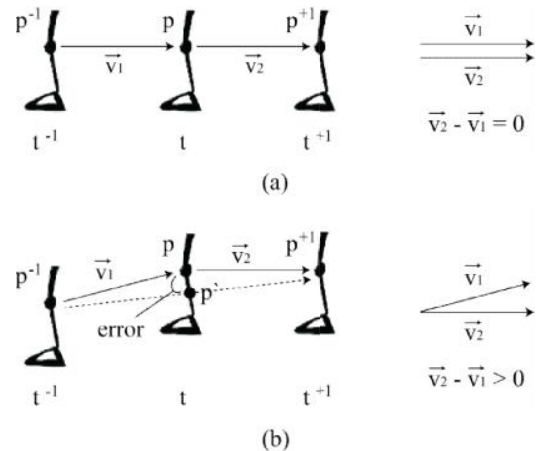 p⁻¹ p p⁺¹ v⃗₁
v⃗₁ v⃗₂ v⃗₂
v⃗₂ - v⃗₁ = 0
t⁻¹ t t⁺¹
(a)
p v⃗₂ p⁺¹
p⁻¹ v⃗₁ v⃗₁
p`
error v⃗₂
v⃗₂ - v⃗₁ > 0
t⁻¹ t t⁺¹
(b)